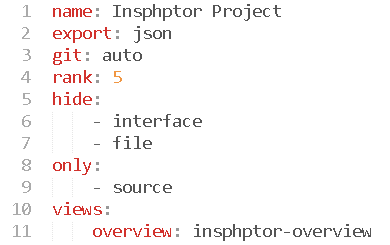 1 name: Insphptor Project
2 export: json
3 git: auto
4 rank: 5
5 hide:
6     - interface
7     - file
8 only:
9     - source
10 views:
11     overview: insphptor-overview